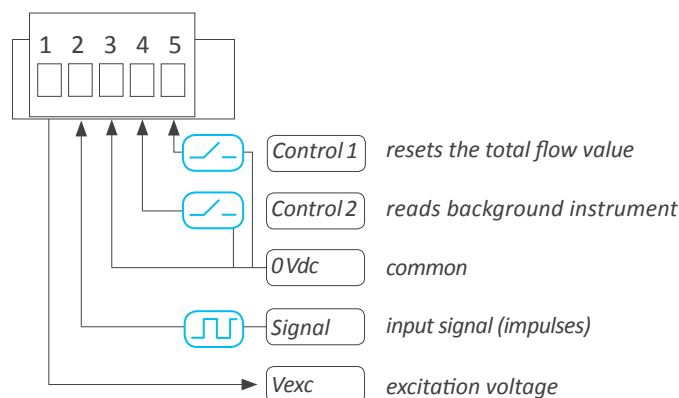 1 2 3 4 5
Control 1 resets the total flow value
Control 2 reads background instrument
0 Vdc common
Signal input signal (impulses)
Vexc excitation voltage